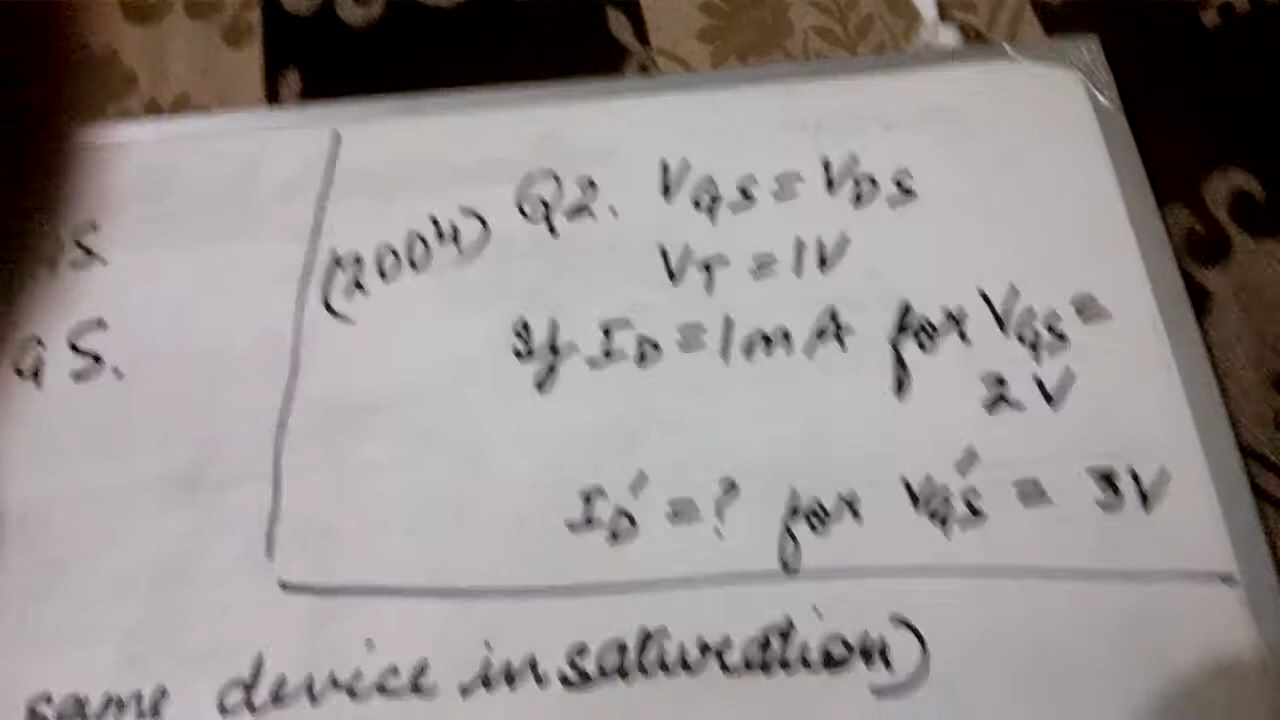 (2004) Q2. VGS = VDS
VT = 1V
If ID = 1mA for VGS =
2V
ID' = ? for VGS' = 3V
S
GS.
same device in saturation)